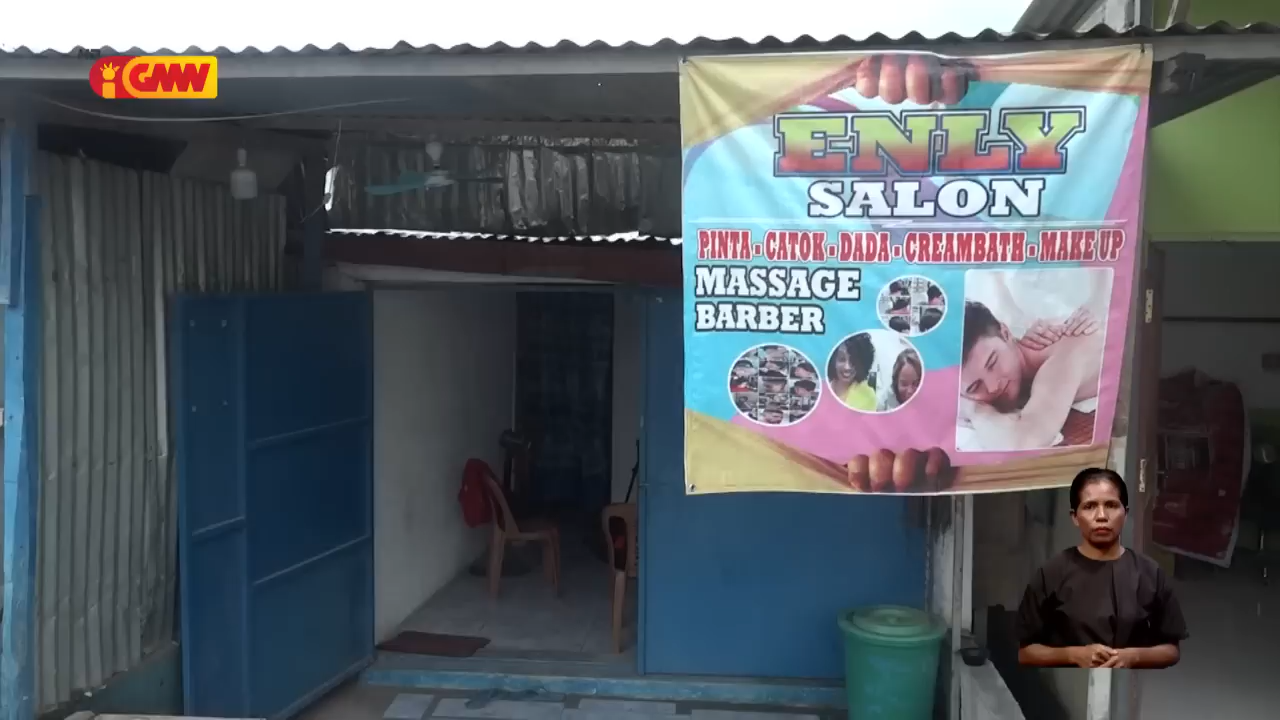 GMW
ENLY
SALON
PINTA - CATOK - DADA - CREAMBATH - MAKE UP
MASSAGE
BARBER